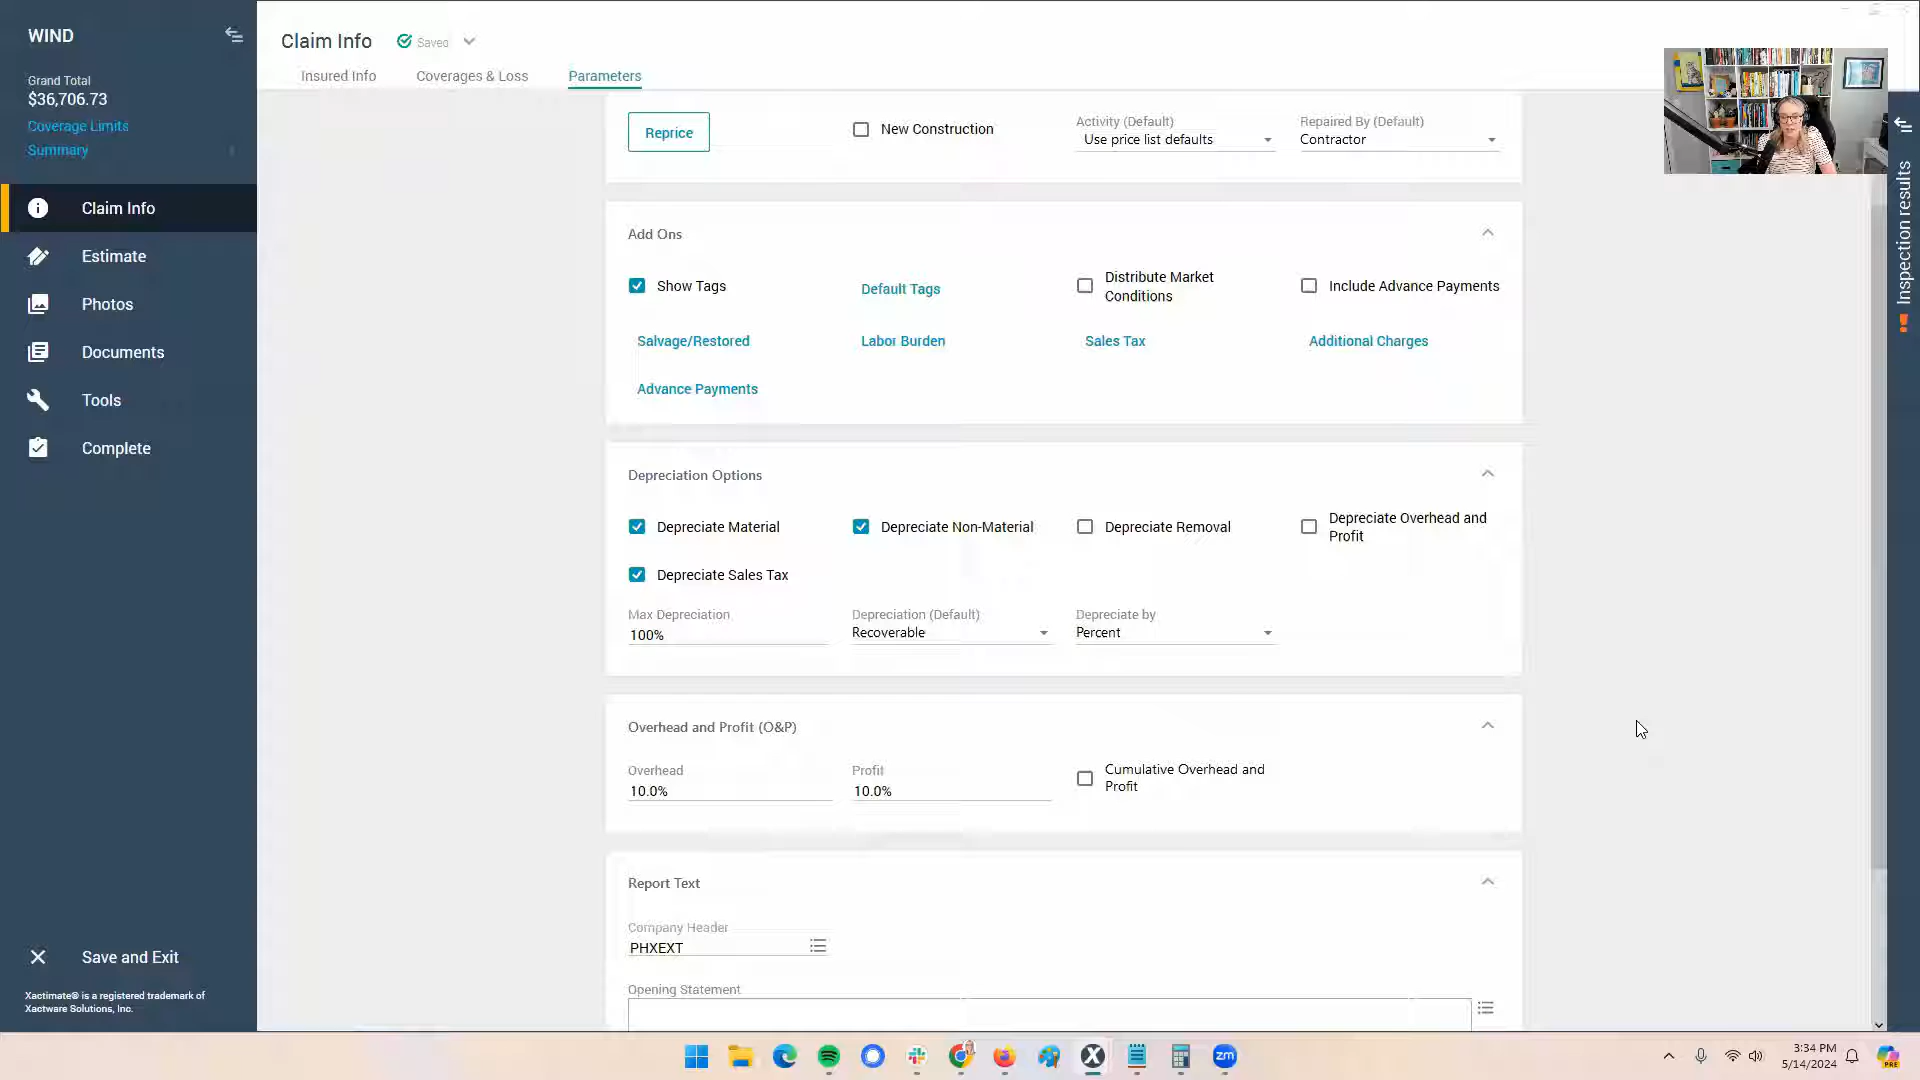 WIND
Grand Total
$36,706.73
Coverage Limits
Summary
Claim Info
Estimate
Photos
Documents
Tools
Complete
Save and Exit
Xactimate® is a registered trademark of
Xactware Solutions, Inc.
Claim Info
Saved
Insured Info
Coverages & Loss
Parameters
Reprice
New Construction
Activity (Default)
Use price list defaults
Repaired By (Default)
Contractor
Add Ons
Show Tags
Default Tags
Distribute Market
Conditions
Include Advance Payments
Salvage/Restored
Labor Burden
Sales Tax
Additional Charges
Advance Payments
Depreciation Options
Depreciate Material
Depreciate Non-Material
Depreciate Removal
Depreciate Overhead and
Profit
Depreciate Sales Tax
Max Depreciation
100%
Depreciation (Default)
Recoverable
Depreciate by
Percent
Overhead and Profit (O&P)
Overhead
10.0%
Profit
10.0%
Cumulative Overhead and
Profit
Report Text
Company Header
PHXEXT
Opening Statement
Inspection results
zm
3:34 PM
5/14/2024
PRE